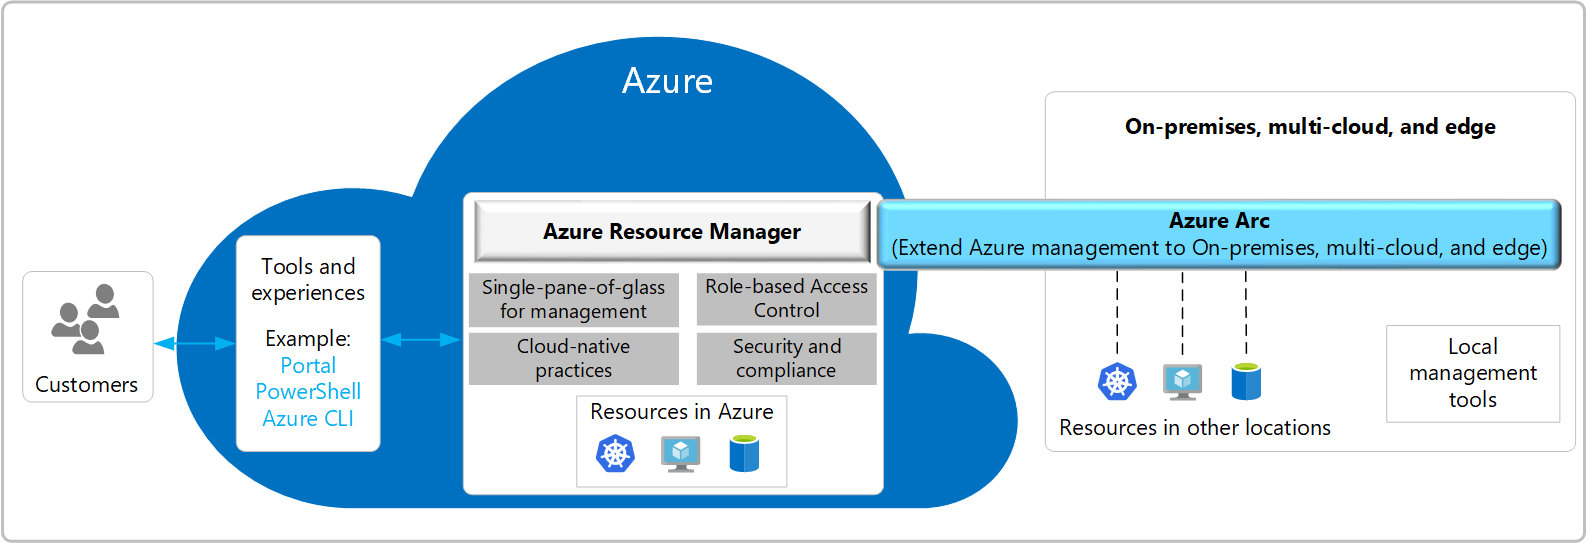 Azure
On-premises, multi-cloud, and edge
Azure Resource Manager
Azure Arc
(Extend Azure management to On-premises, multi-cloud, and edge)
Customers
Tools and
experiences
Example:
Portal
PowerShell
Azure CLI
Single-pane-of-glass
for management
Role-based Access
Control
Cloud-native
practices
Security and
compliance
Resources in Azure
Resources in other locations
Local
management
tools